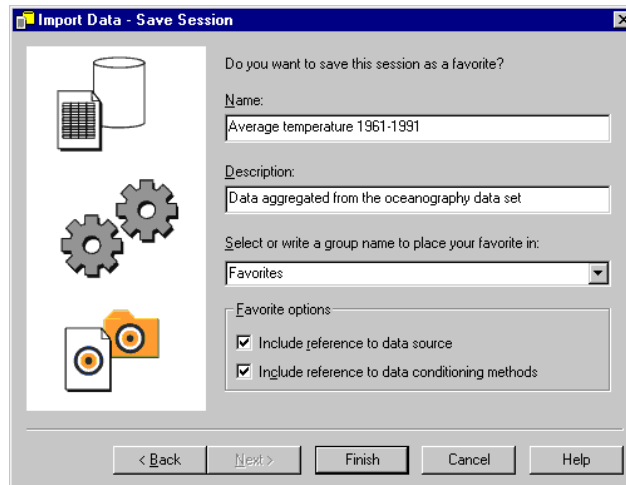 Import Data - Save Session
Do you want to save this session as a favorite?
Name:
Average temperature 1961-1991
Description:
Data aggregated from the oceanography data set
Select or write a group name to place your favorite in:
Favorites
Favorite options
Include reference to data source
Include reference to data conditioning methods
< Back
Next >
Finish
Cancel
Help